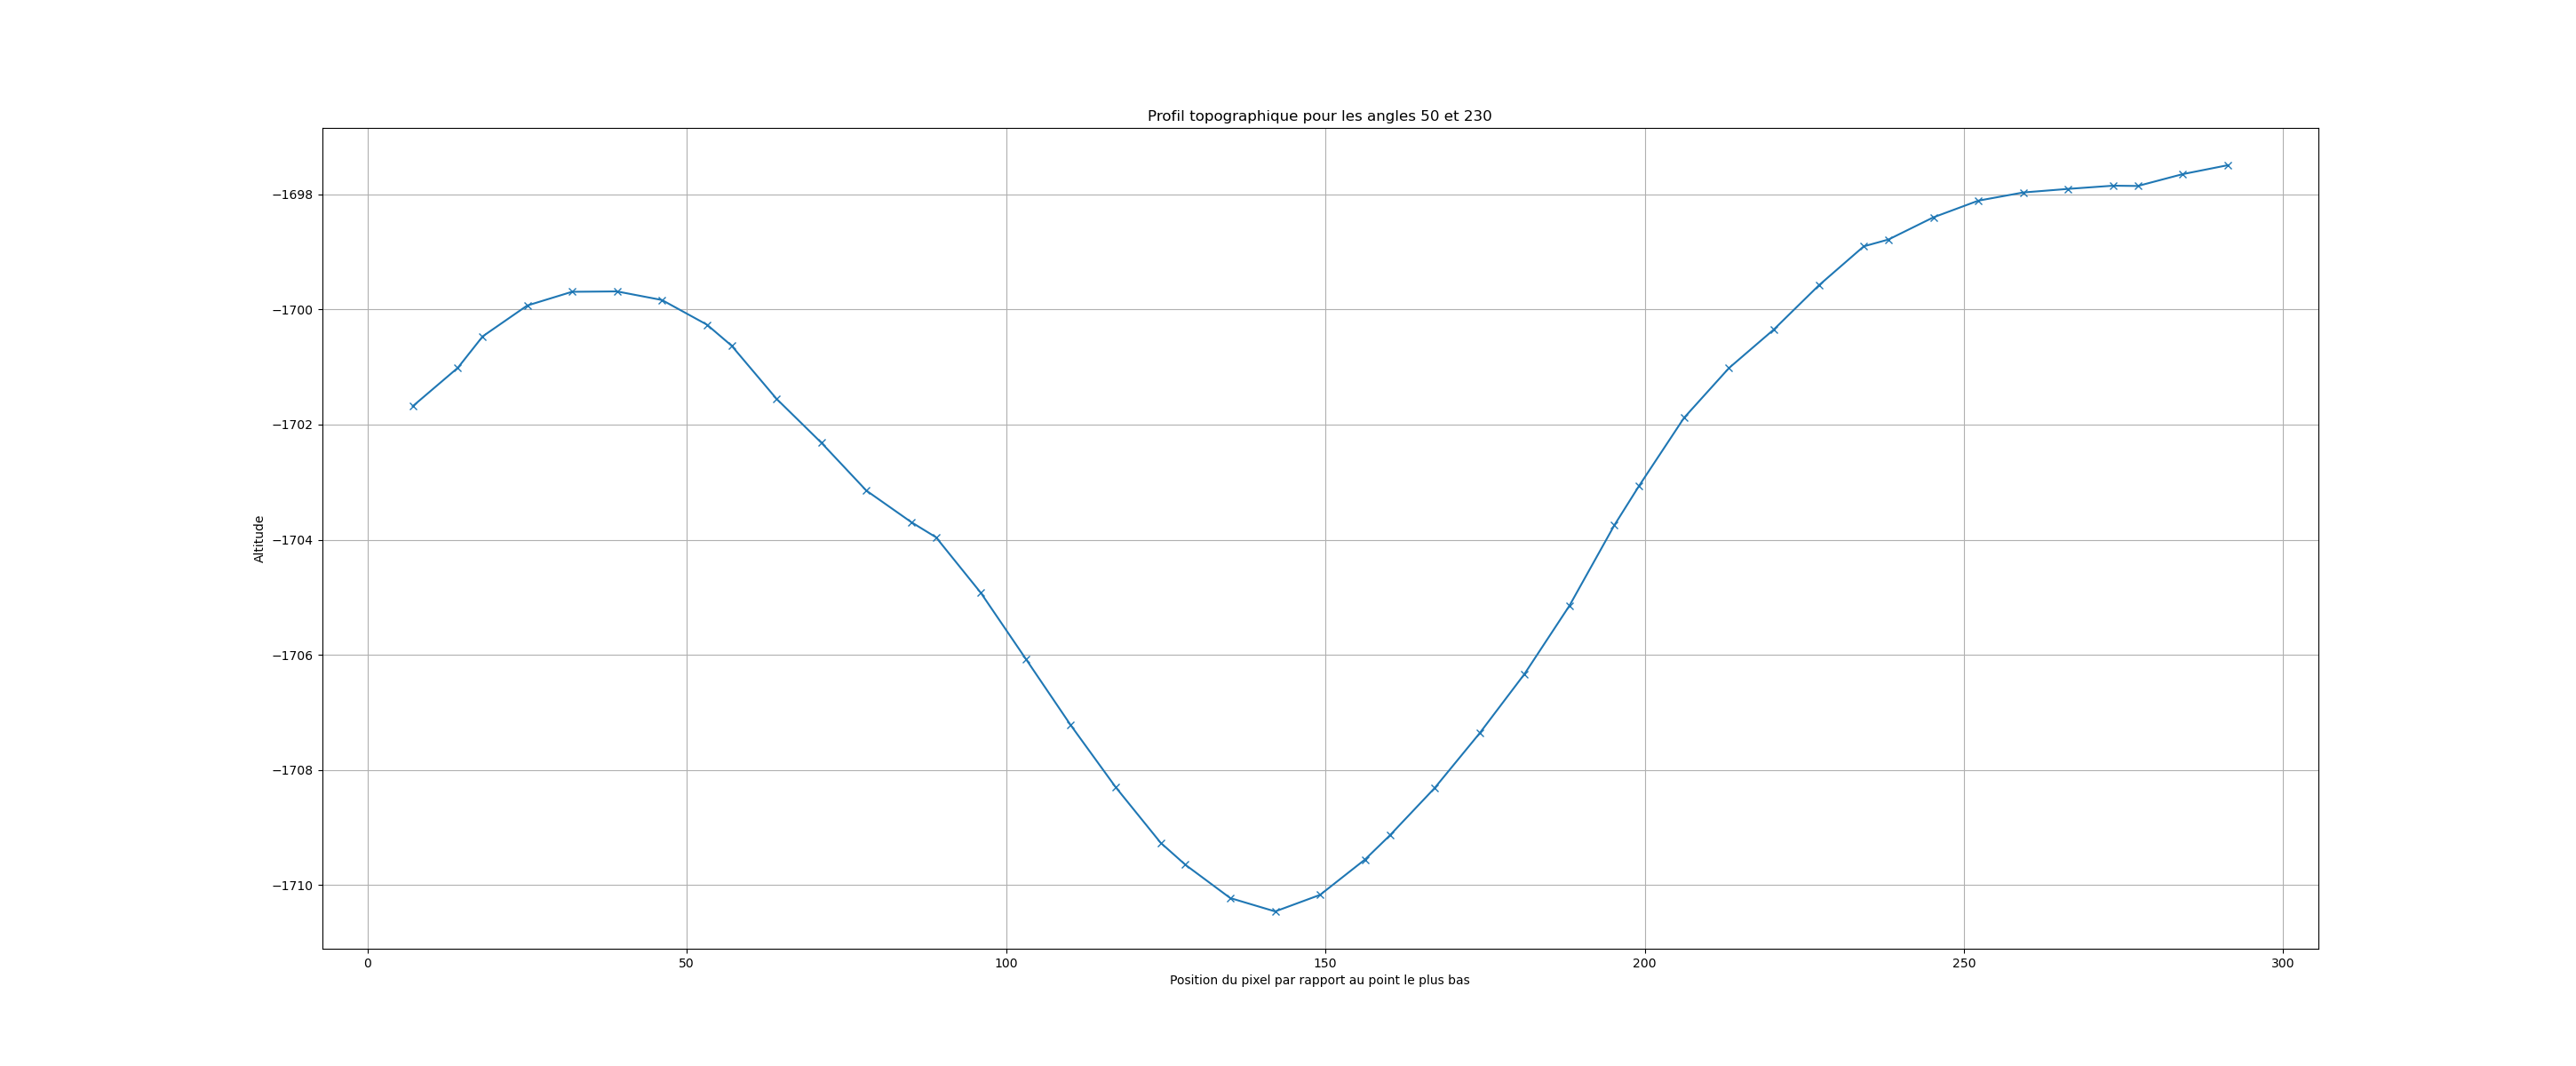 Profil topographique pour les angles 50 et 230
−1698
−1700
−1702
−1704
−1706
−1708
−1710
Altitude
0 50 100 150 200 250 300
Position du pixel par rapport au point le plus bas